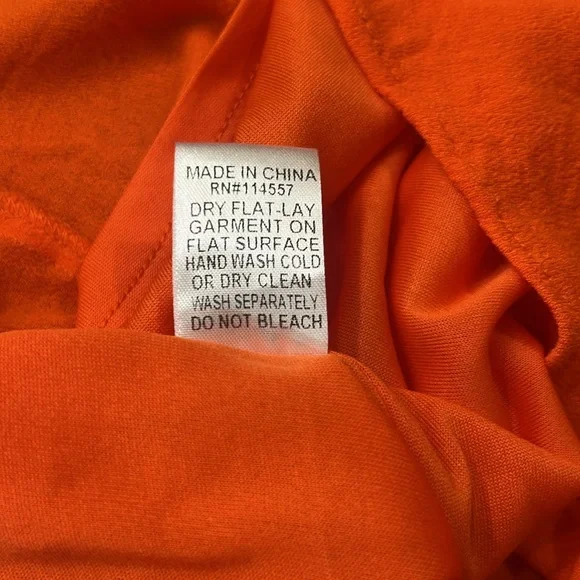 MADE IN CHINA
RN#114557
DRY FLAT-LAY
GARMENT ON
FLAT SURFACE
HAND WASH COLD
OR DRY CLEAN
WASH SEPARATELY
DO NOT BLEACH